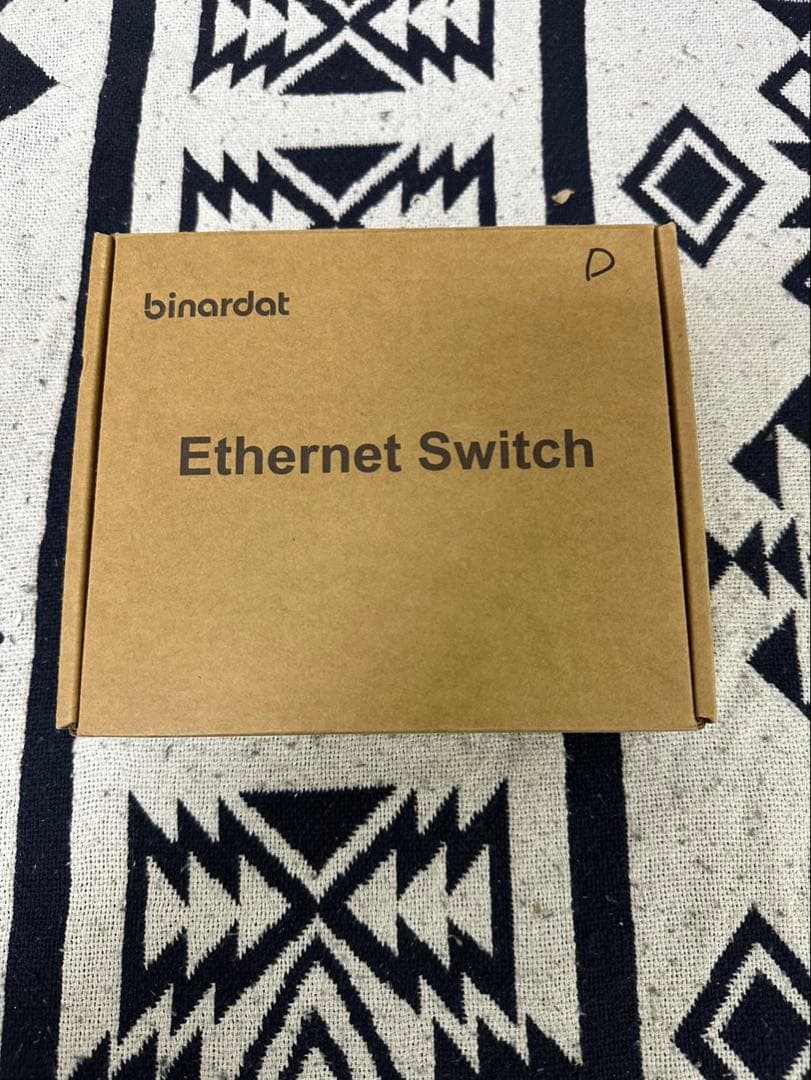 D
binardat
Ethernet Switch